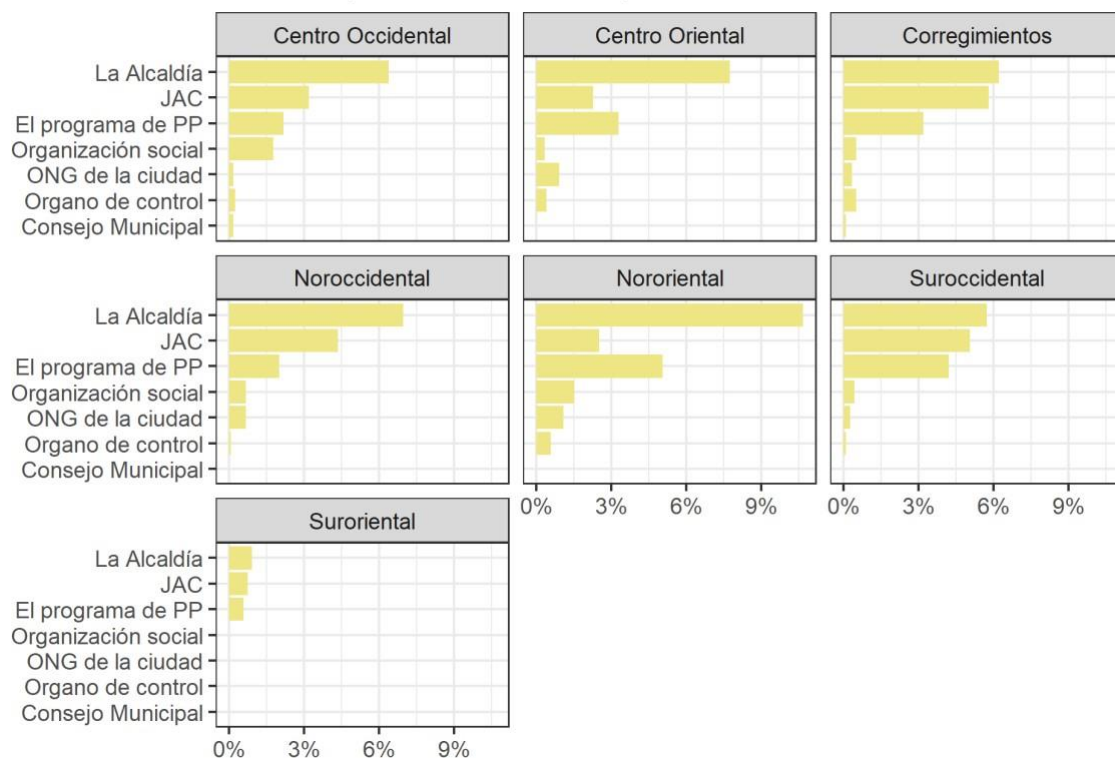 Centro Occidental
Centro Oriental
Corregimientos
La Alcaldía
JAC
El programa de PP
Organización social
ONG de la ciudad
Organo de control
Consejo Municipal
Noroccidental
Nororiental
Suroccidental
La Alcaldía
JAC
El programa de PP
Organización social
ONG de la ciudad
Organo de control
Consejo Municipal
0% 3% 6% 9%
0% 3% 6% 9%
Suroriental
La Alcaldía
JAC
El programa de PP
Organización social
ONG de la ciudad
Organo de control
Consejo Municipal
0% 3% 6% 9%